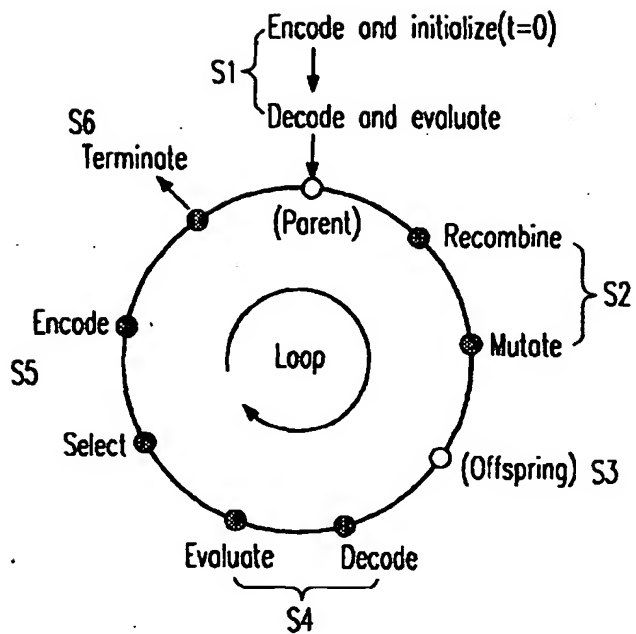 Encode and initialize(t=0)
S1
Decode and evaluate
S6
Terminate
(Parent)
Recombine
S2
Encode
Loop
Mutate
S5
Select
(Offspring) S3
Evaluate
Decode
S4